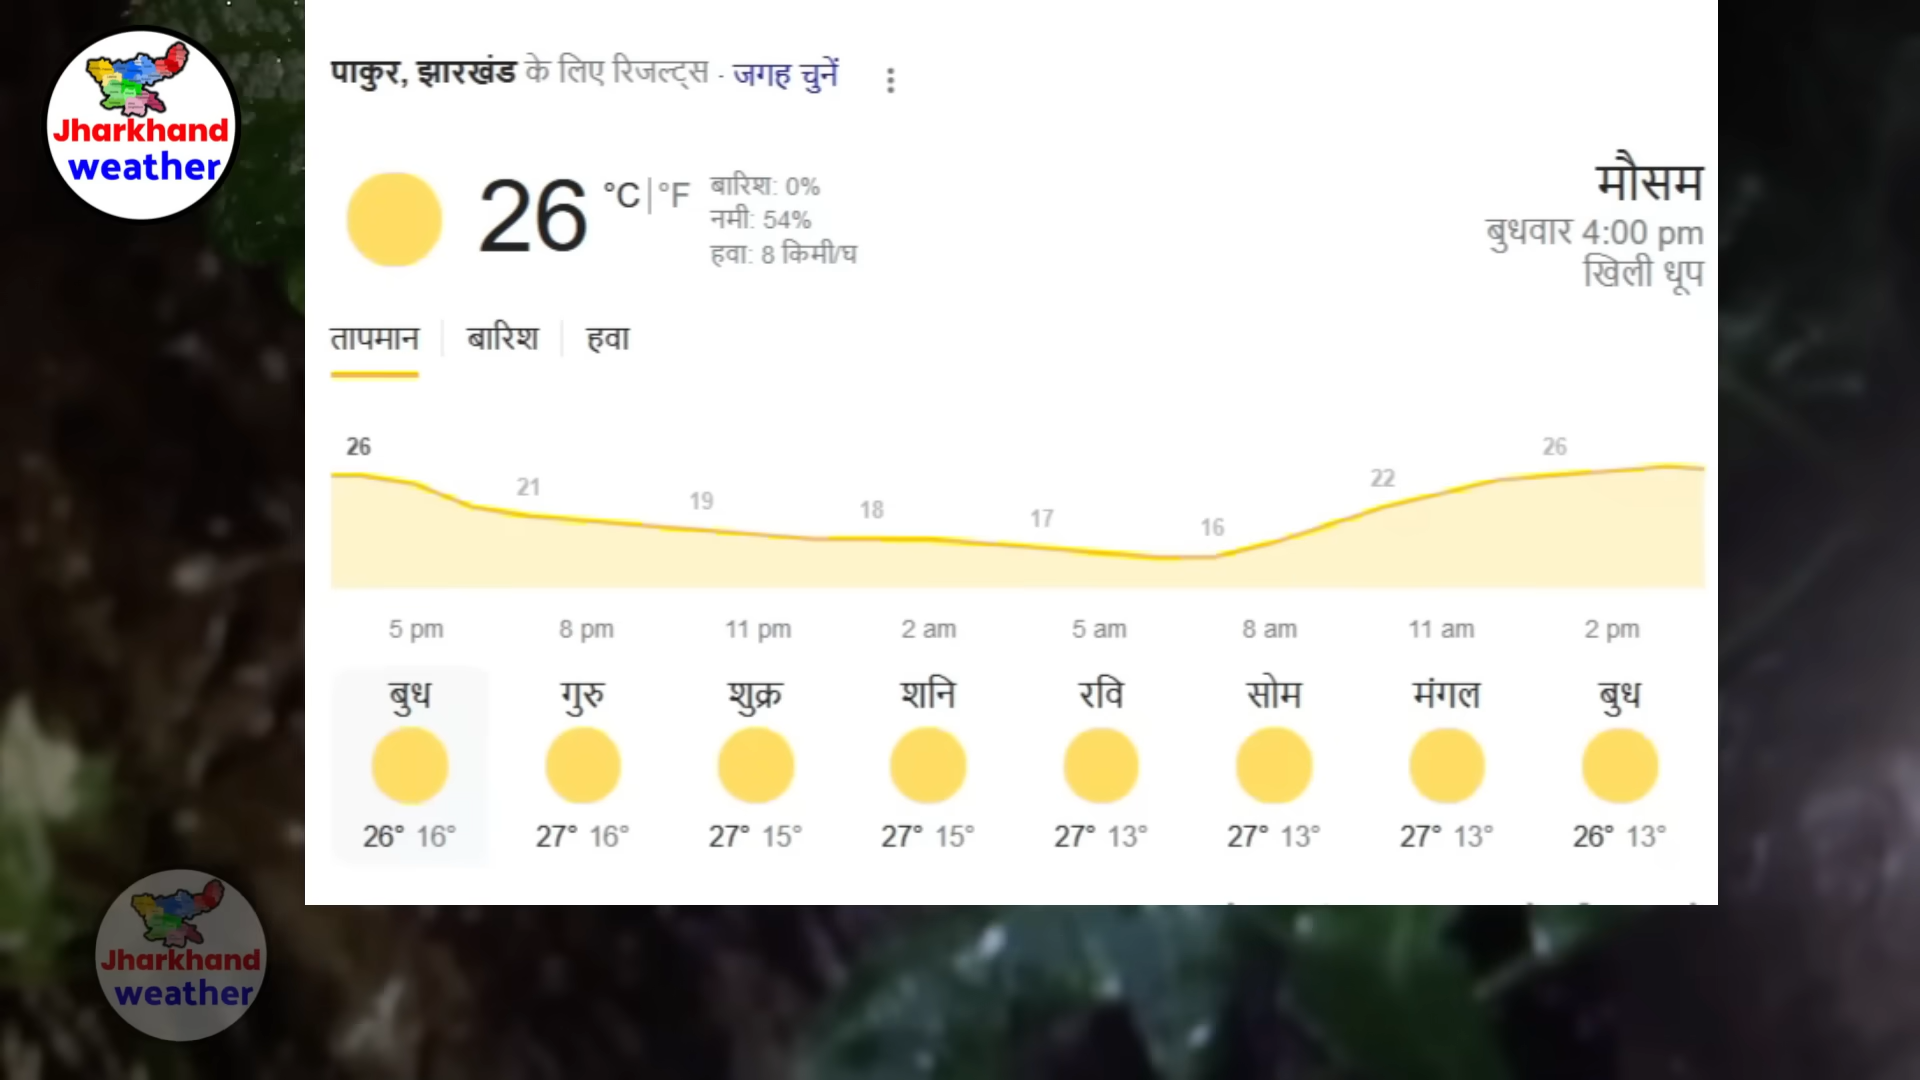 Jharkhand
weather
पाकुर, झारखंड के लिए रिजल्ट्स · जगह चुनें
26 °C | °F
बारिश: 0%
नमी: 54%
हवा: 8 किमी/घ
मौसम
बुधवार 4:00 pm
खिली धूप
तापमान बारिश हवा
26 21 19 18 17 16 22 26
5 pm 8 pm 11 pm 2 am 5 am 8 am 11 am 2 pm
बुध गुरु शुक्र शनि रवि सोम मंगल बुध
26° 16° 27° 16° 27° 15° 27° 15° 27° 13° 27° 13° 27° 13° 26° 13°
Jharkhand
weather